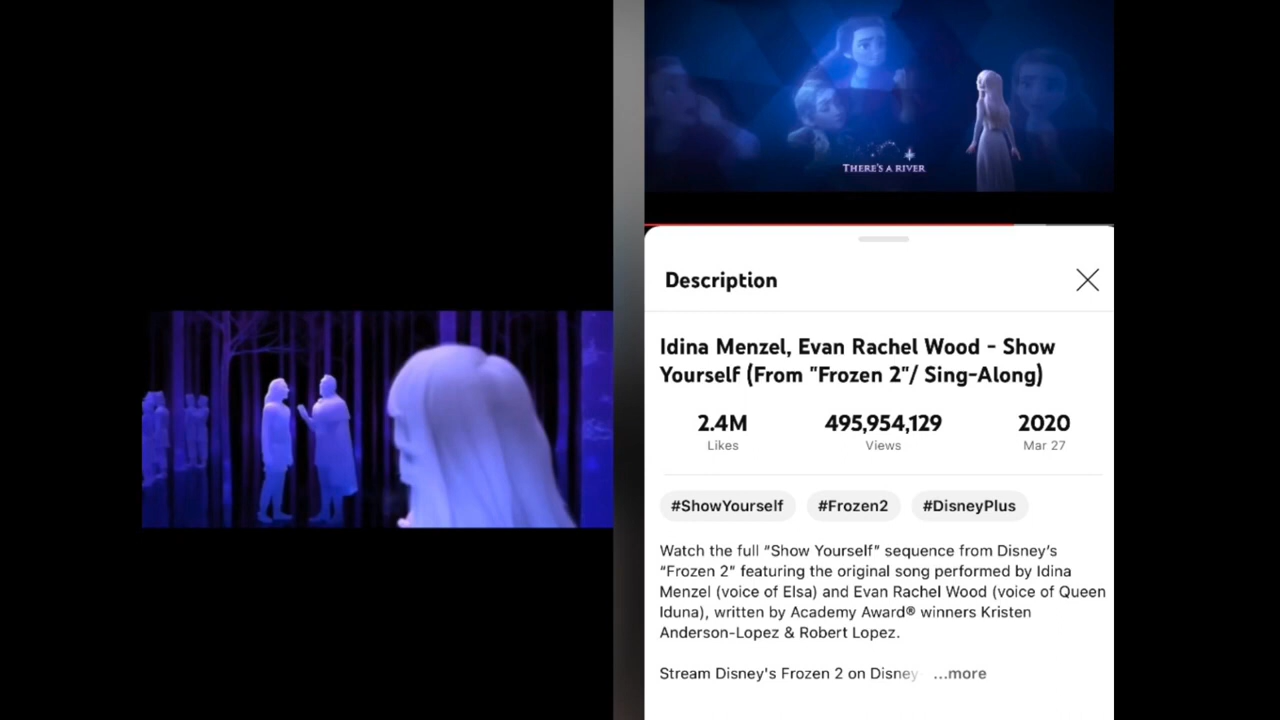 THERE'S A RIVER
Description
Idina Menzel, Evan Rachel Wood - Show
Yourself (From "Frozen 2"/ Sing-Along)
2.4M 495,954,129 2020
Likes Views Mar 27
#ShowYourself #Frozen2 #DisneyPlus
Watch the full “Show Yourself” sequence from Disney’s
“Frozen 2” featuring the original song performed by Idina
Menzel (voice of Elsa) and Evan Rachel Wood (voice of Queen
Iduna), written by Academy Award® winners Kristen
Anderson-Lopez & Robert Lopez.
Stream Disney's Frozen 2 on Disney ...more